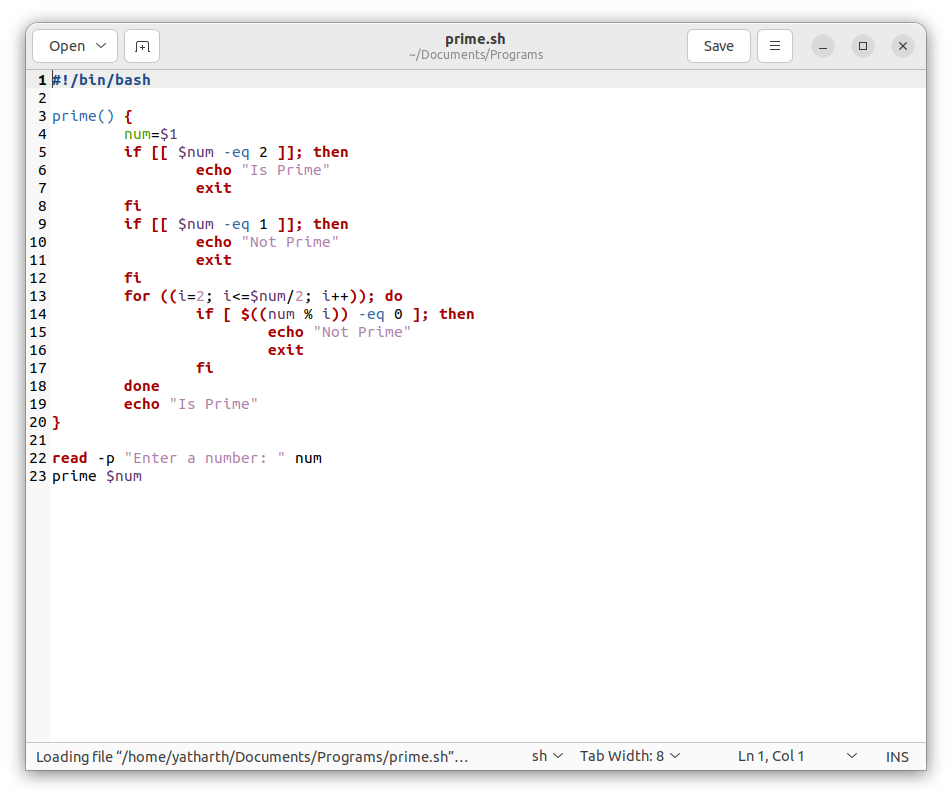 Open
prime.sh
~/Documents/Programs
Save
1 #!/bin/bash
2
3 prime() {
4 num=$1
5 if [[ $num -eq 2 ]]; then
6 echo "Is Prime"
7 exit
8 fi
9 if [[ $num -eq 1 ]]; then
10 echo "Not Prime"
11 exit
12 fi
13 for ((i=2; i<=$num/2; i++)); do
14 if [ $((num % i)) -eq 0 ]; then
15 echo "Not Prime"
16 exit
17 fi
18 done
19 echo "Is Prime"
20 }
21
22 read -p "Enter a number: " num
23 prime $num
Loading file “/home/yatharth/Documents/Programs/prime.sh”… sh Tab Width: 8 Ln 1, Col 1 INS